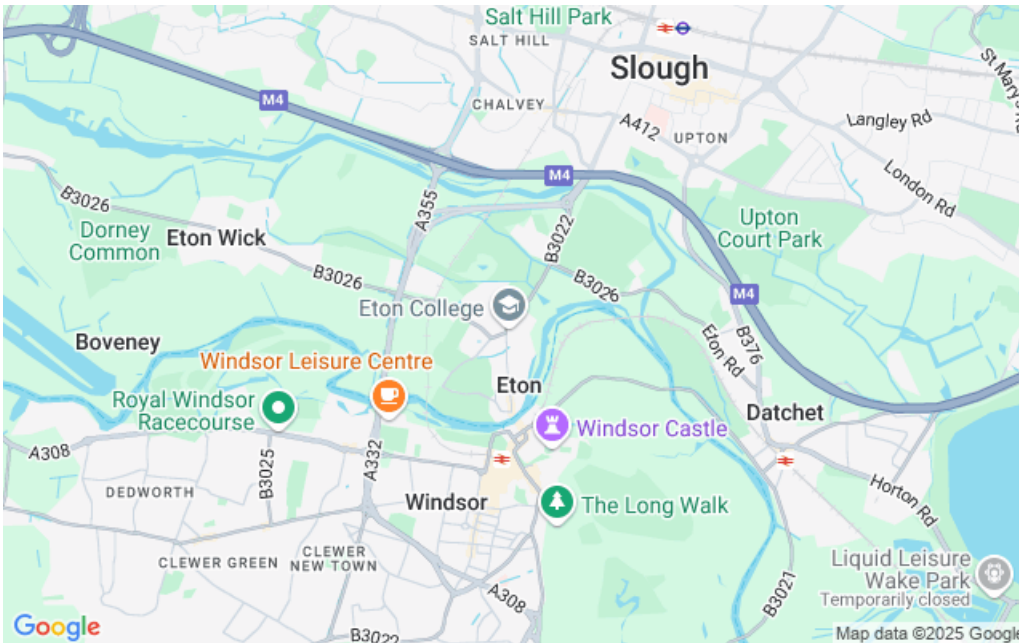 Salt Hill Park
SALT HILL
Slough
St Mary's Rd
M4
CHALVEY
A412
UPTON
Langley Rd
London Rd
M4
B3026
A355
Dorney
Common
Eton Wick
B3022
Upton
Court Park
B3026
B3026
M4
Eton College
Eton Rd
B376
Boveney
Windsor Leisure Centre
Eton
Royal Windsor
Racecourse
Datchet
Windsor Castle
A308
B3025
A332
DEDWORTH
Windsor
The Long Walk
Horton Rd
CLEWER GREEN
CLEWER
NEW TOWN
A308
B3021
Liquid Leisure
Wake Park
Temporarily closed
B3022
Google
Map data ©2025 Google